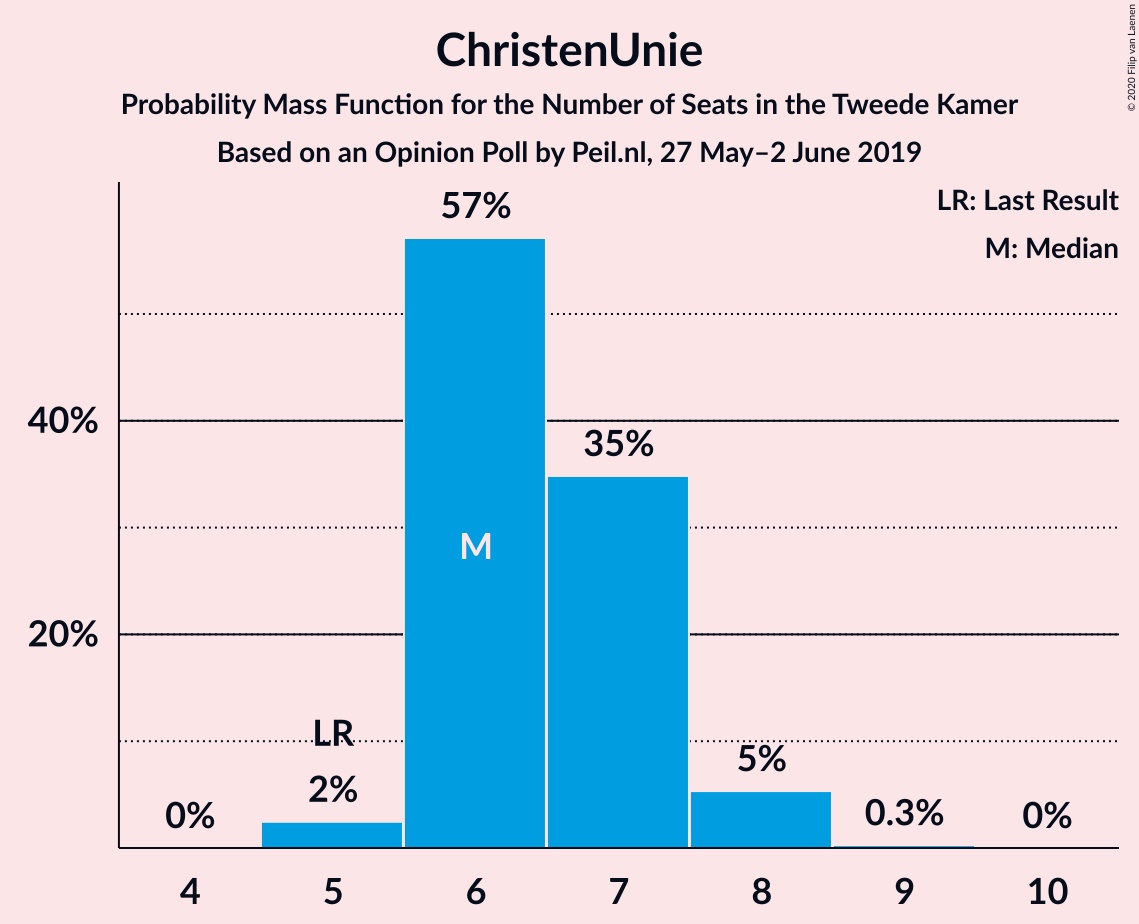 ChristenUnie
Probability Mass Function for the Number of Seats in the Tweede Kamer
Based on an Opinion Poll by Peil.nl, 27 May–2 June 2019
© 2020 Filip van Laenen
LR: Last Result
M: Median
57%
40%
35%
M
20%
LR
0%
2%
5%
0.3%
0%
4 5 6 7 8 9 10